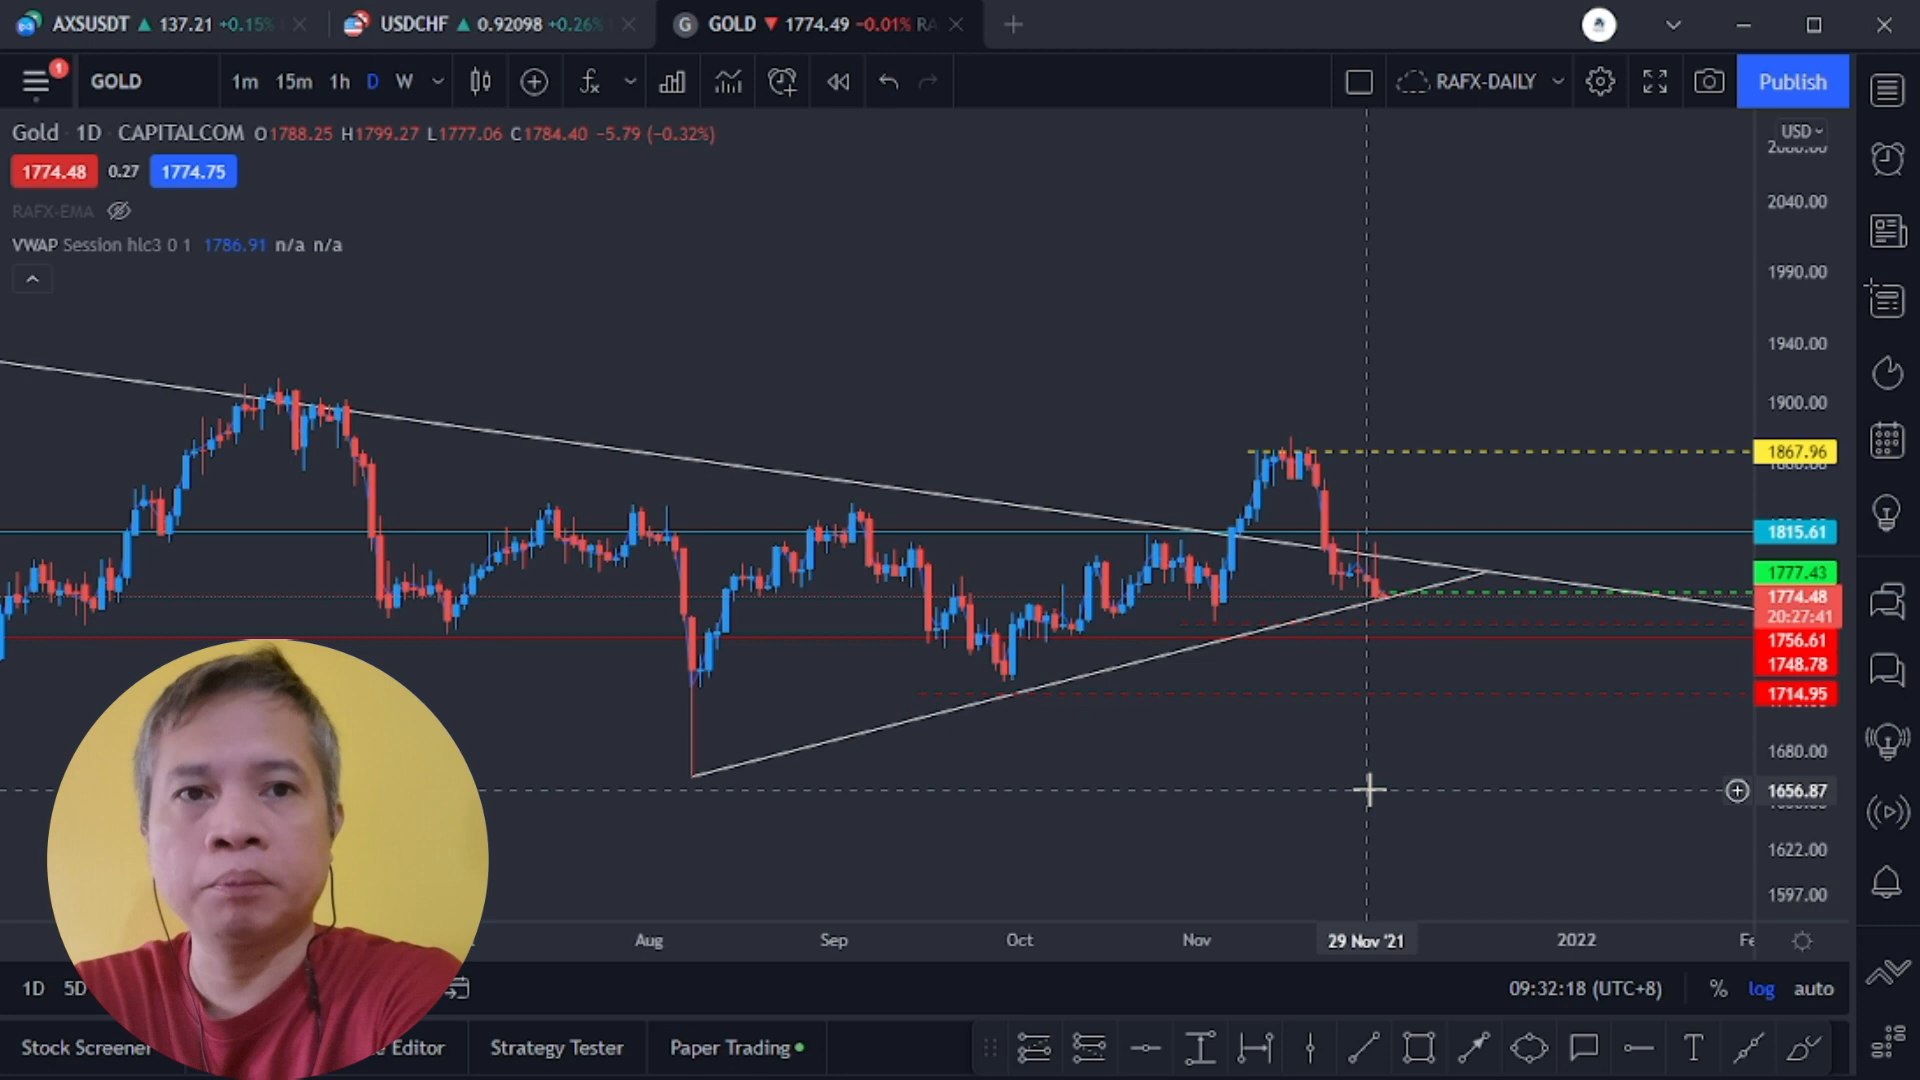 AXSUSDT ▲ 137.21 +0.15%
USDCHF ▲ 0.92098 +0.26%
G GOLD ▼ 1774.49 −0.01% RA
1
GOLD 1m 15m 1h D W
RAFX-DAILY
Publish
Gold · 1D · CAPITALCOM O1788.25 H1799.27 L1777.06 C1784.40 −5.79 (−0.32%)
USD
1774.48 0.27 1774.75
2040.00
RAFX-EMA
VWAP Session hlc3 0 1 1786.91 n/a n/a
1990.00
1940.00
1900.00
1867.96
1815.61
1777.43
1774.48
20:27:41
1756.61
1748.78
1714.95
1680.00
1656.87
1622.00
1597.00
Aug Sep Oct Nov 29 Nov '21 2022
1D 5D
09:32:18 (UTC+8) % log auto
Stock Screener
Editor
Strategy Tester
Paper Trading
T